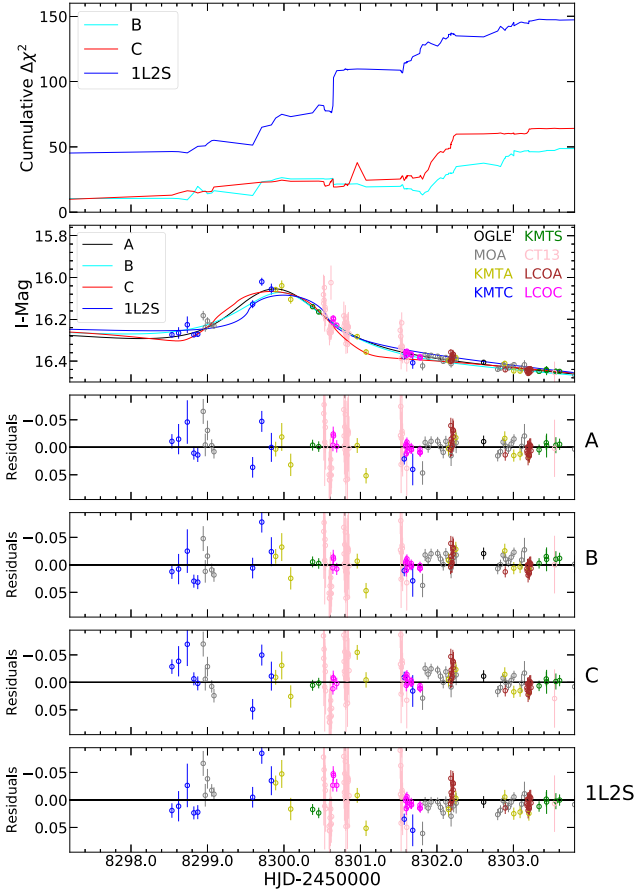 Cumulative Δχ²
150
100
50
0
B
C
1L2S
I-Mag
15.8
16.0
16.2
16.4
A
B
C
1L2S
OGLE KMTS
MOA CT13
KMTA LCOA
KMTC LCOC
Residuals
−0.05
0.00
0.05
A
Residuals
−0.05
0.00
0.05
B
Residuals
−0.05
0.00
0.05
C
Residuals
−0.05
0.00
0.05
1L2S
8298.0 8299.0 8300.0 8301.0 8302.0 8303.0
HJD-2450000